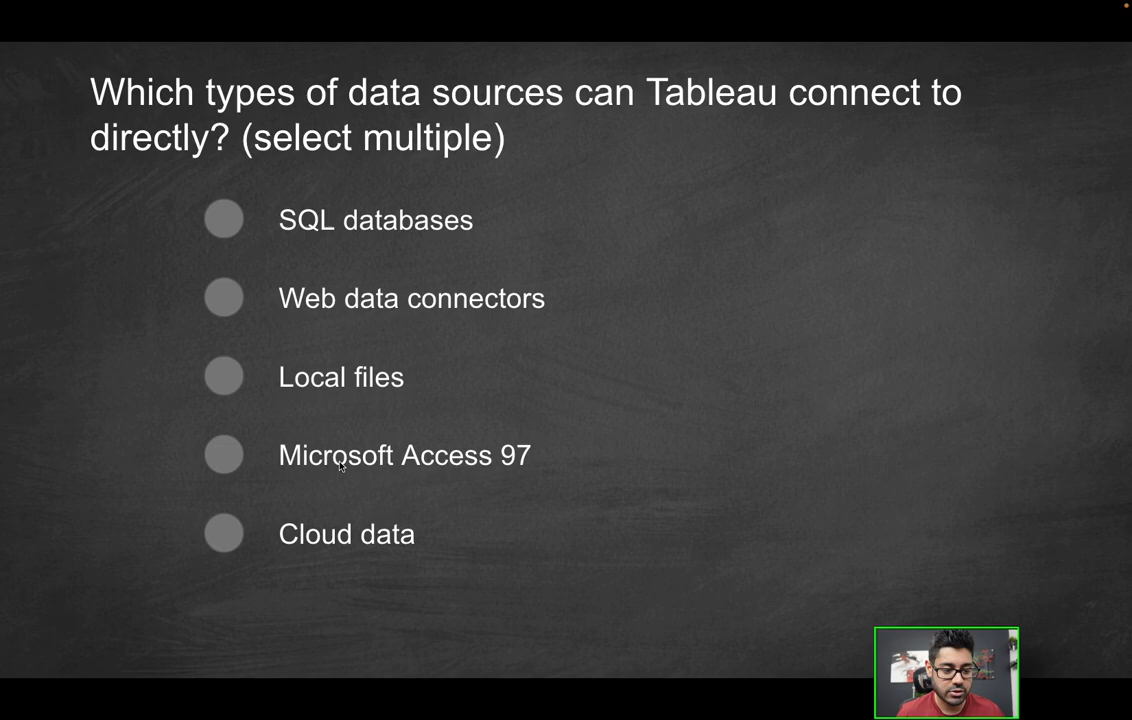 Which types of data sources can Tableau connect to
directly? (select multiple)
SQL databases
Web data connectors
Local files
Microsoft Access 97
Cloud data